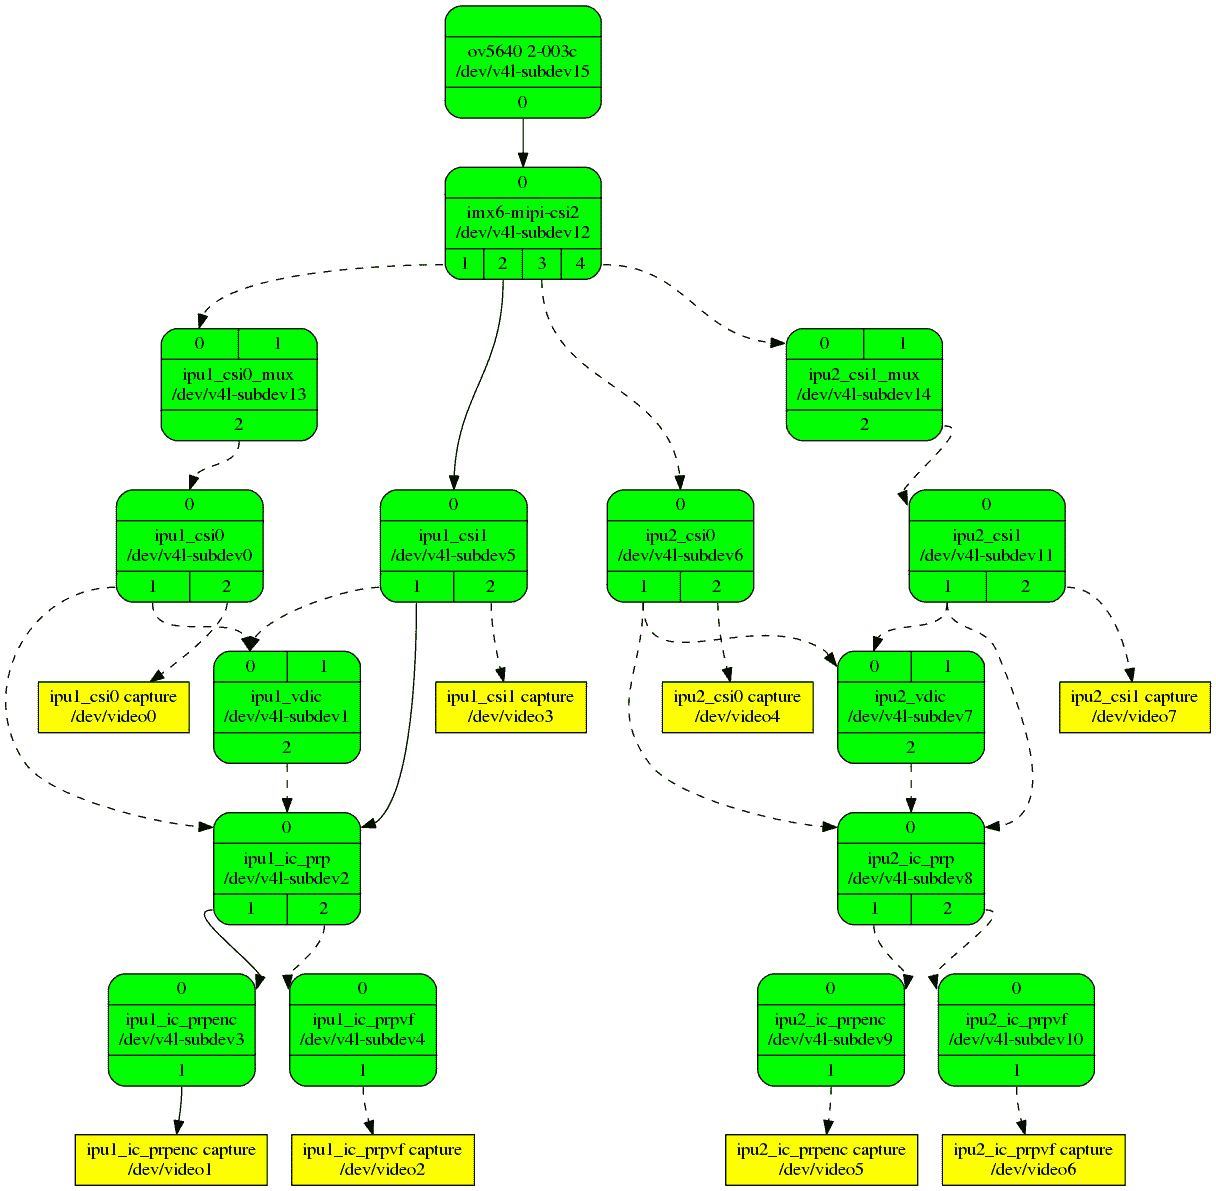 ov5640 2-003c
/dev/v4l-subdev15
0
0
imx6-mipi-csi2
/dev/v4l-subdev12
1 2 3 4
0 1
ipu1_csi0_mux
/dev/v4l-subdev13
2
0 1
ipu2_csi1_mux
/dev/v4l-subdev14
2
0
ipu1_csi0
/dev/v4l-subdev0
1 2
0
ipu1_csi1
/dev/v4l-subdev5
1 2
0
ipu2_csi0
/dev/v4l-subdev6
1 2
0
ipu2_csi1
/dev/v4l-subdev11
1 2
ipu1_csi0 capture
/dev/video0
0 1
ipu1_vdic
/dev/v4l-subdev1
2
ipu1_csi1 capture
/dev/video3
ipu2_csi0 capture
/dev/video4
0 1
ipu2_vdic
/dev/v4l-subdev7
2
ipu2_csi1 capture
/dev/video7
0
ipu1_ic_prp
/dev/v4l-subdev2
1 2
0
ipu2_ic_prp
/dev/v4l-subdev8
1 2
0
ipu1_ic_prpenc
/dev/v4l-subdev3
1
0
ipu1_ic_prpvf
/dev/v4l-subdev4
1
0
ipu2_ic_prpenc
/dev/v4l-subdev9
1
0
ipu2_ic_prpvf
/dev/v4l-subdev10
1
ipu1_ic_prpenc capture
/dev/video1
ipu1_ic_prpvf capture
/dev/video2
ipu2_ic_prpenc capture
/dev/video5
ipu2_ic_prpvf capture
/dev/video6